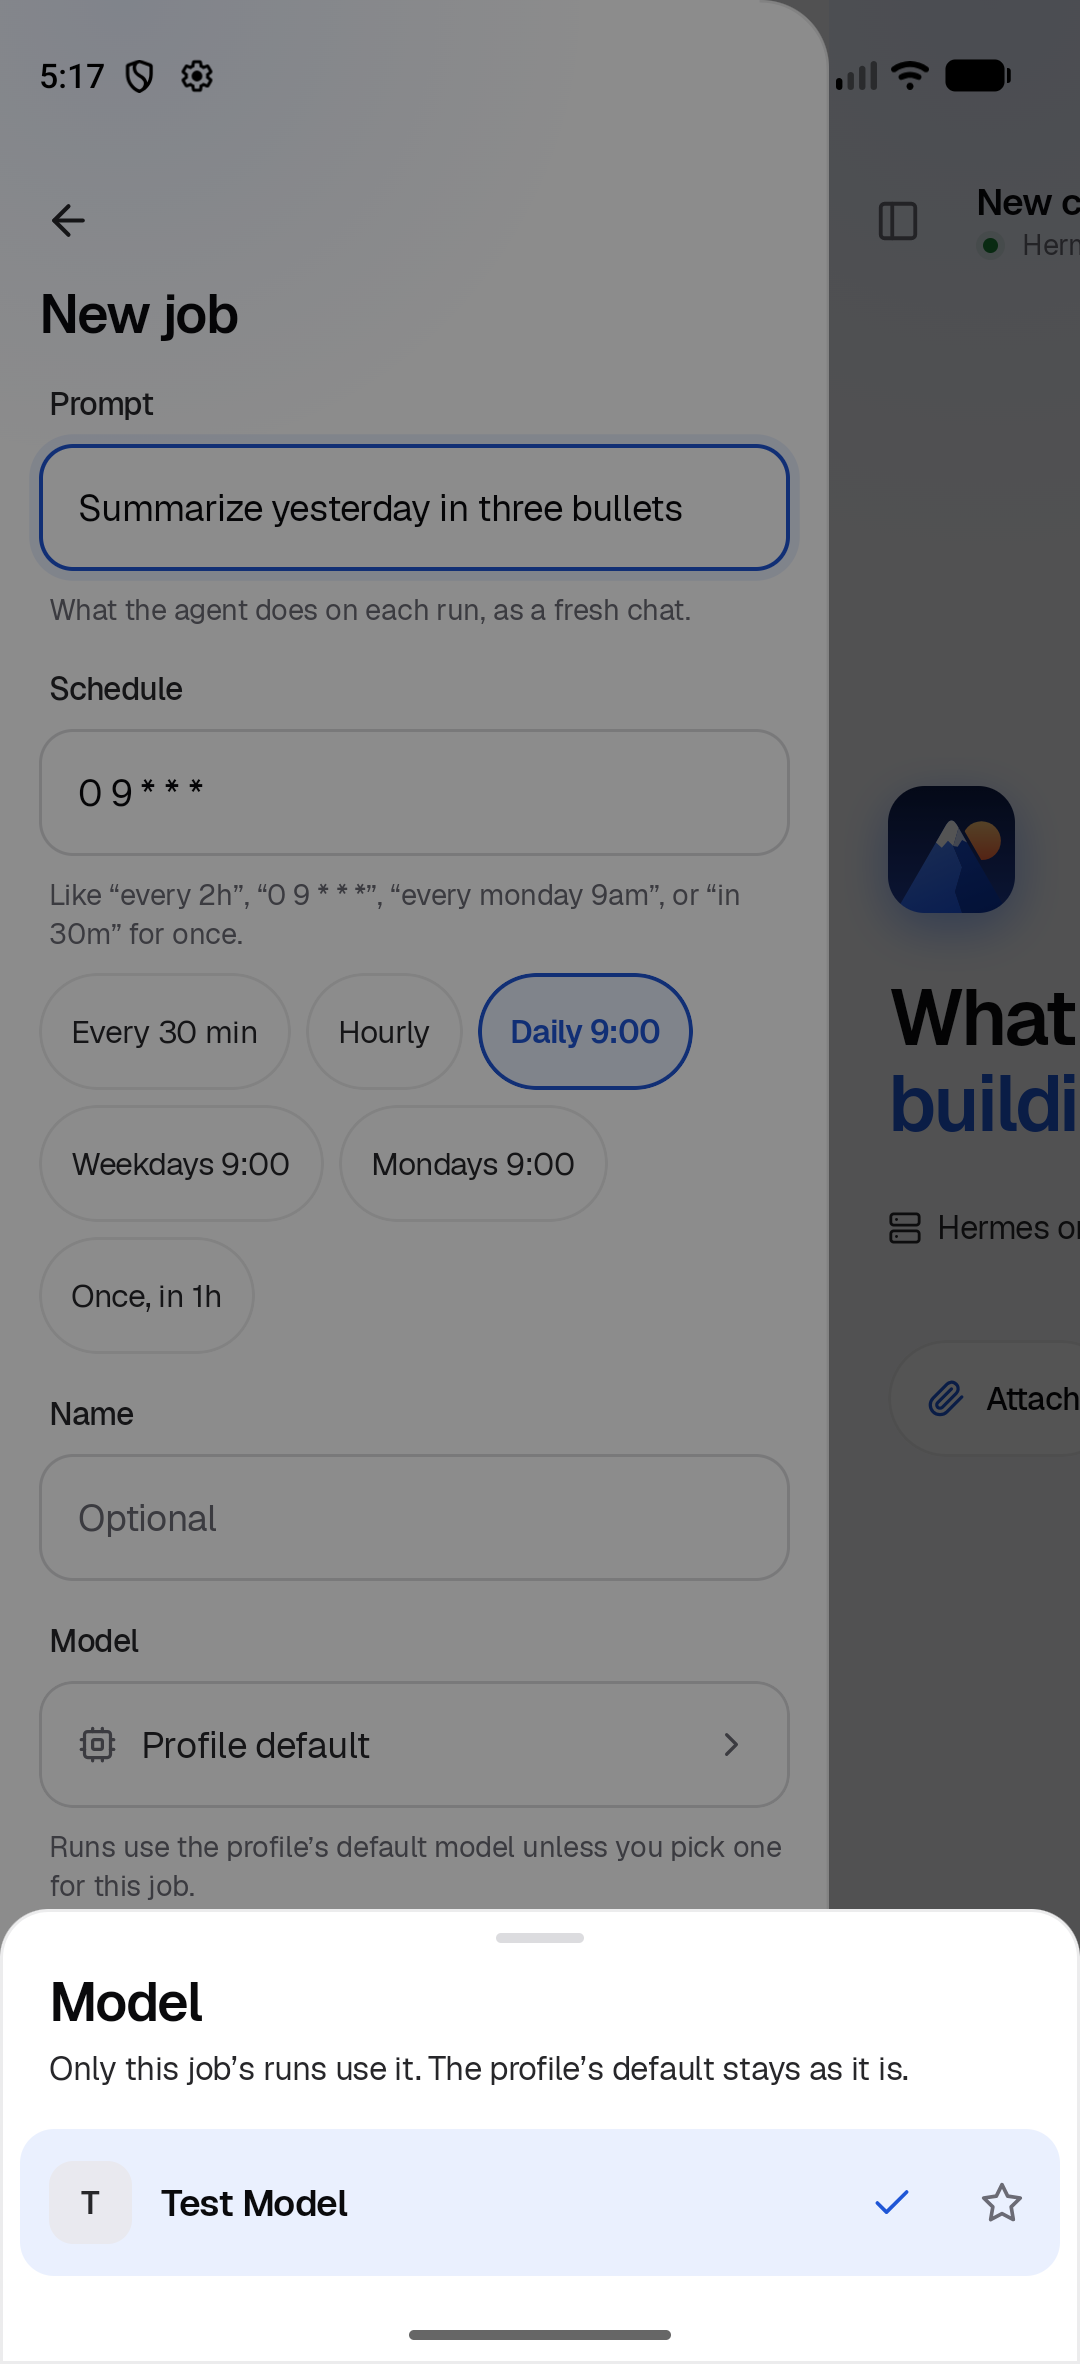 5:17
New c
Hern
New job
Prompt
Summarize yesterday in three bullets
What the agent does on each run, as a fresh chat.
Schedule
0 9 * * *
Like “every 2h”, “0 9 * * *”, “every monday 9am”, or “in
30m” for once.
Every 30 min
Hourly
Daily 9:00
Weekdays 9:00
Mondays 9:00
Once, in 1h
Name
Optional
Model
Profile default
Runs use the profile’s default model unless you pick one
for this job.
What
buildi
Hermes or
Attach
Model
Only this job’s runs use it. The profile’s default stays as it is.
T
Test Model